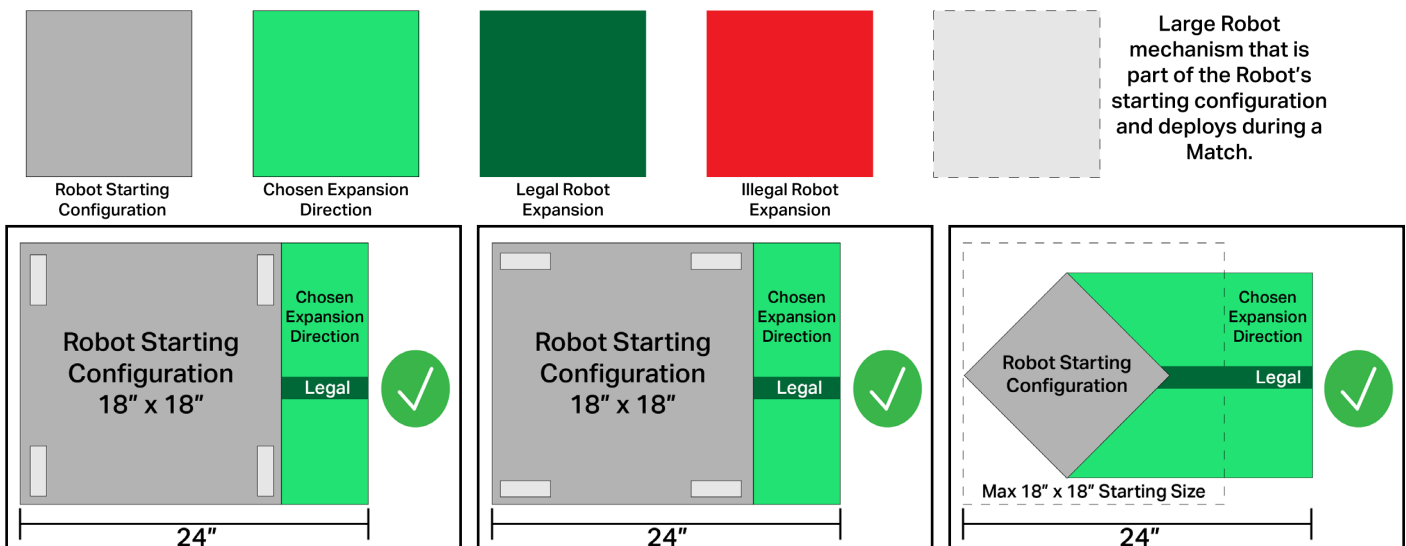 Large Robot
mechanism that is
part of the Robot's
starting configuration
and deploys during a
Match.
Robot Starting
Configuration
Chosen Expansion
Direction
Legal Robot
Expansion
Illegal Robot
Expansion
Robot Starting
Configuration
18" x 18"
Chosen
Expansion
Direction
Legal
24"
Robot Starting
Configuration
18" x 18"
Chosen
Expansion
Direction
Legal
24"
Robot Starting
Configuration
Chosen
Expansion
Direction
Legal
Max 18" x 18" Starting Size
24"